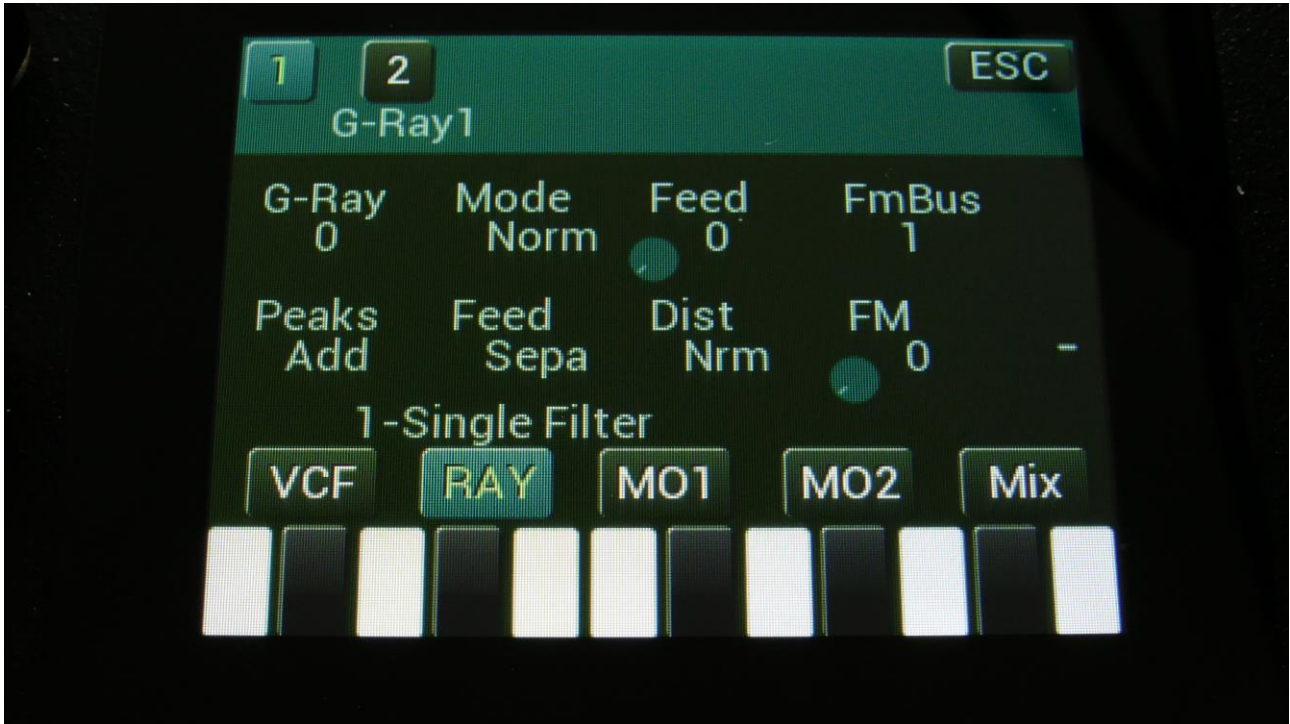 1 2 ESC
G-Ray1
G-Ray Mode Feed FmBus
0 Norm 0 1
Peaks Feed Dist FM
Add Sepa Nrm 0 -
1-Single Filter
VCF RAY MO1 MO2 Mix